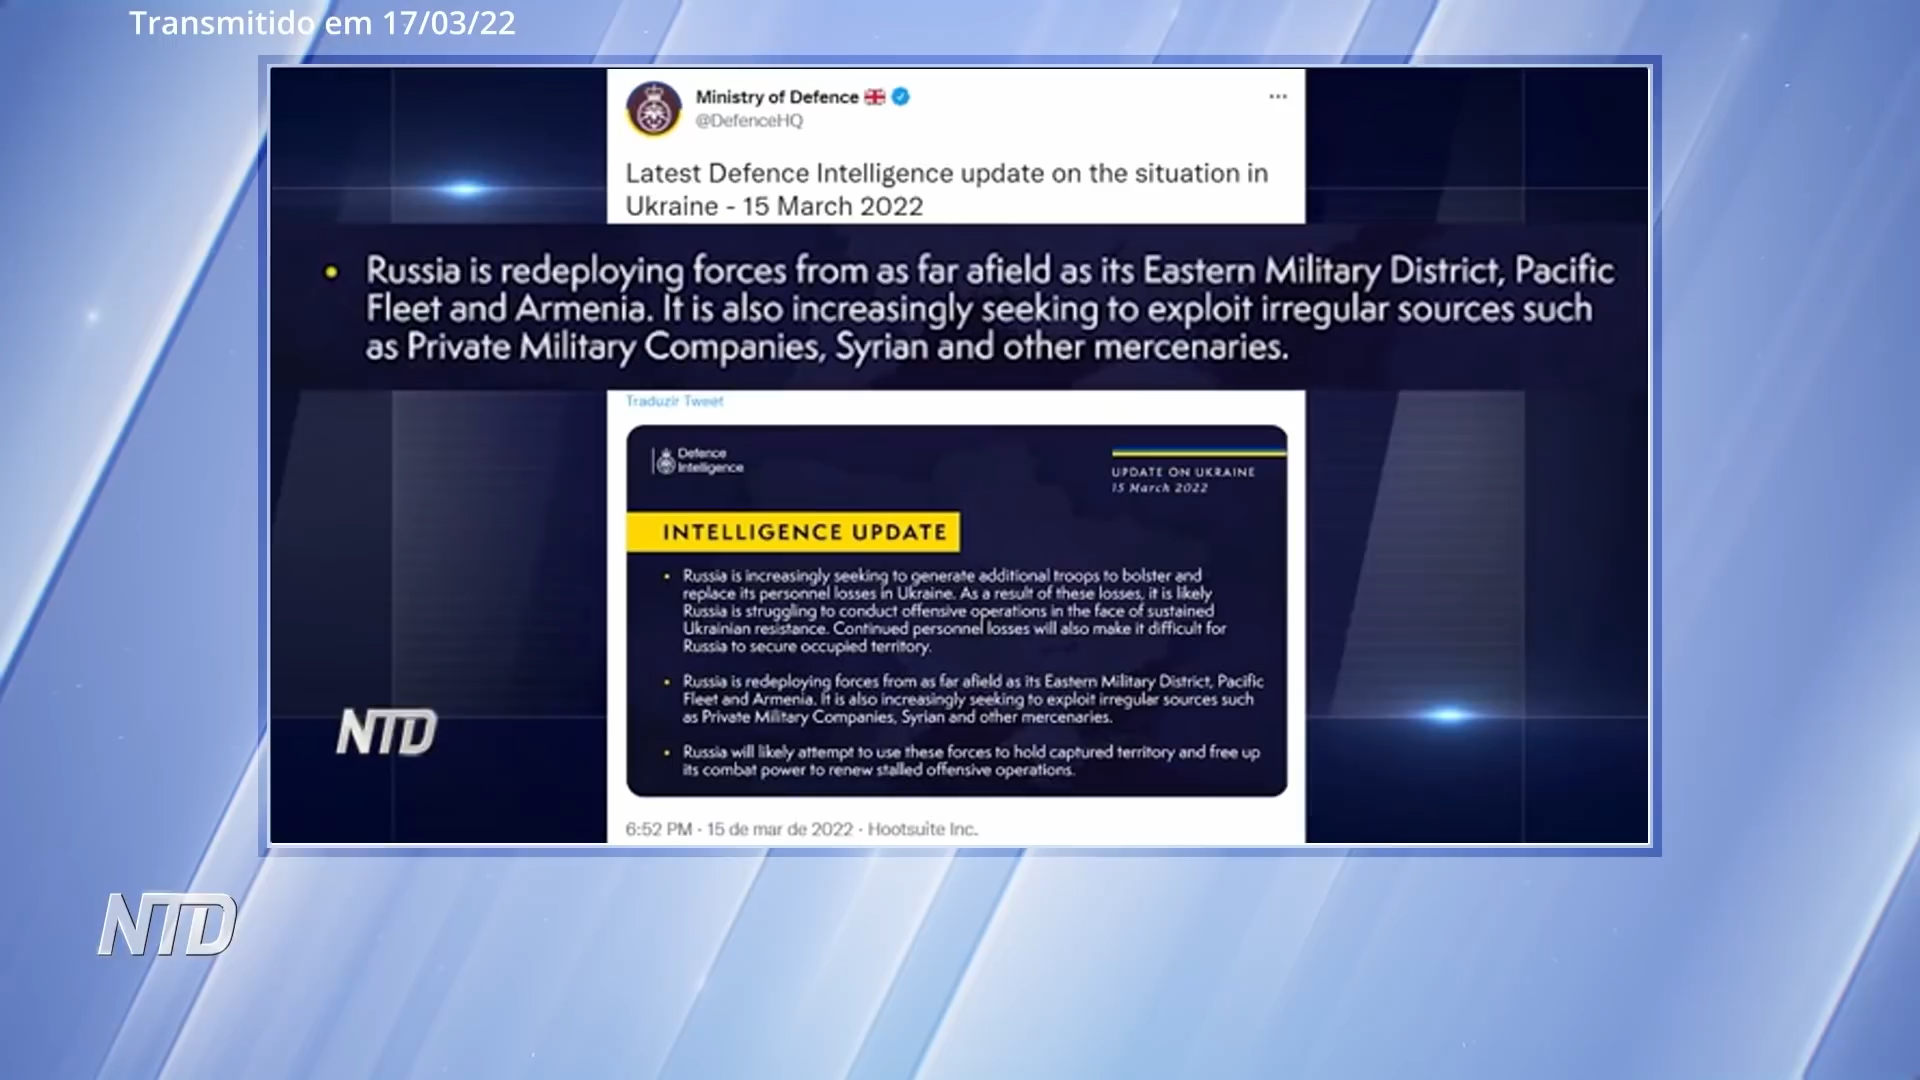 Transmitido em 17/03/22
Ministry of Defence
@DefenceHQ
Latest Defence Intelligence update on the situation in
Ukraine - 15 March 2022
• Russia is redeploying forces from as far afield as its Eastern Military District, Pacific
Fleet and Armenia. It is also increasingly seeking to exploit irregular sources such
as Private Military Companies, Syrian and other mercenaries.
Traduzir Tweet
Defence
Intelligence
UPDATE ON UKRAINE
15 March 2022
INTELLIGENCE UPDATE
• Russia is increasingly seeking to generate additional troops to bolster and
replace its personnel losses in Ukraine. As a result of these losses, it is likely
Russia is struggling to conduct offensive operations in the face of sustained
Ukrainian resistance. Continued personnel losses will also make it difficult for
Russia to secure occupied territory.
• Russia is redeploying forces from as far afield as its Eastern Military District, Pacific
Fleet and Armenia. It is also increasingly seeking to exploit irregular sources such
as Private Military Companies, Syrian and other mercenaries.
• Russia will likely attempt to use these forces to hold captured territory and free up
its combat power to renew stalled offensive operations.
6:52 PM · 15 de mar de 2022 · Hootsuite Inc.
NTD
NTD